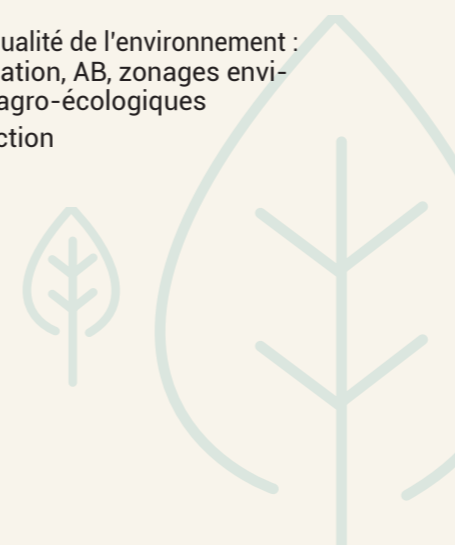 ualité de l'environnement :
ation, AB, zonages envi-
agro-écologiques
ction